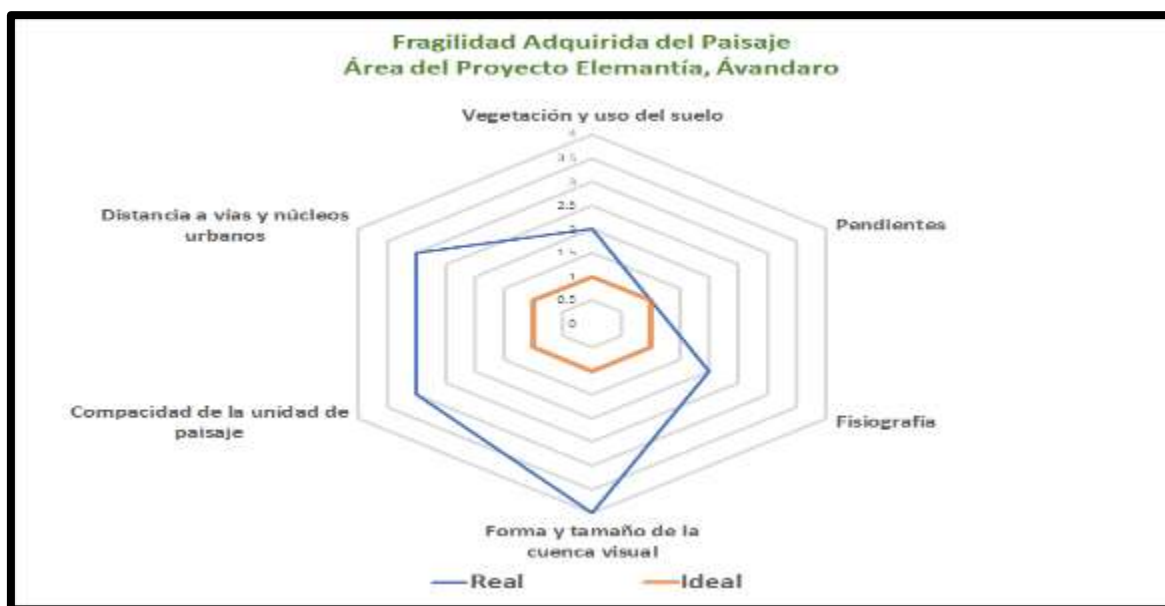 Fragilidad Adquirida del Paisaje
Área del Proyecto Elemantía, Ávandaro
Vegetación y uso del suelo
4
3.5
3
2.5
2
1.5
1
0.5
0
Distancia a vías y núcleos
urbanos
Pendientes
Compacidad de la unidad de
paisaje
Fisiografía
Forma y tamaño de la
cuenca visual
Real
Ideal